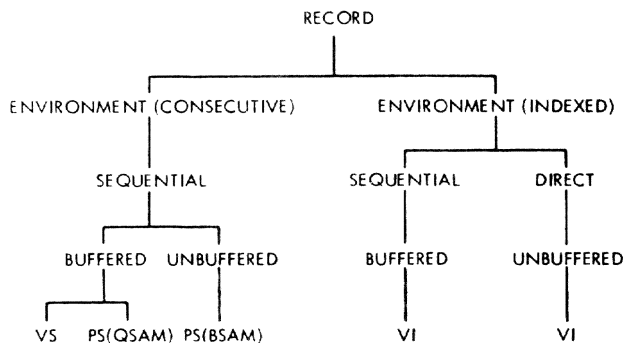 RECORD
ENVIRONMENT (CONSECUTIVE) ENVIRONMENT (INDEXED)
SEQUENTIAL SEQUENTIAL DIRECT
BUFFERED UNBUFFERED BUFFERED UNBUFFERED
VS PS(QSAM) PS(BSAM) VI VI